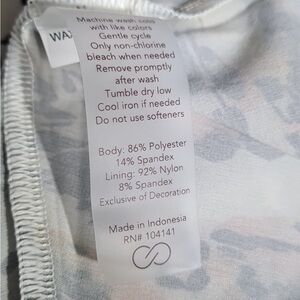 WA
Machine wash cold
with like colors
Gentle cycle
Only non-chlorine
bleach when needed
Remove promptly
after wash
Tumble dry low
Cool iron if needed
Do not use softeners
Body: 86% Polyester
14% Spandex
Lining: 92% Nylon
8% Spandex
Exclusive of Decoration
Made in Indonesia
RN# 104141